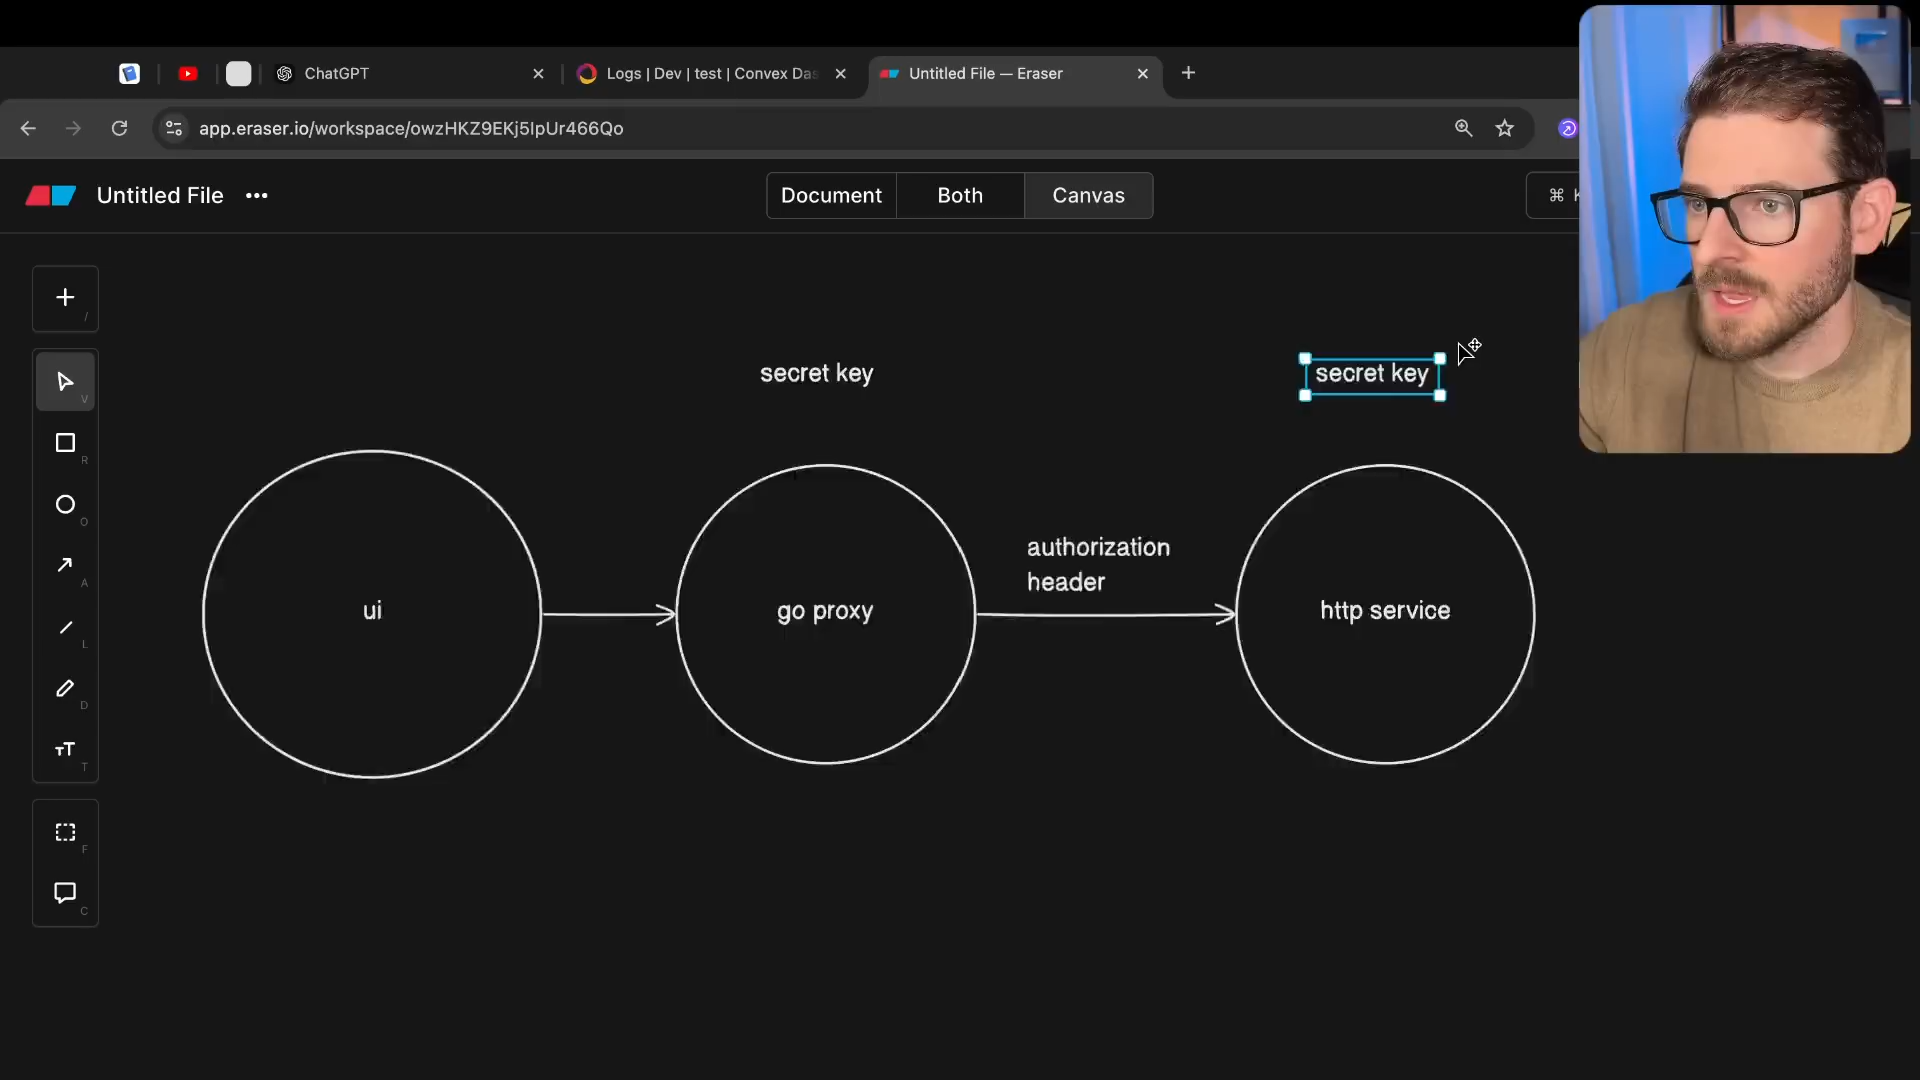 ChatGPT
Logs | Dev | test | Convex Das
Untitled File — Eraser
app.eraser.io/workspace/owzHKZ9EKj5IpUr466Qo
Untitled File
Document
Both
Canvas
⌘ K
/
V
R
O
A
L
D
T
F
C
secret key
secret key
ui
go proxy
authorization
header
http service